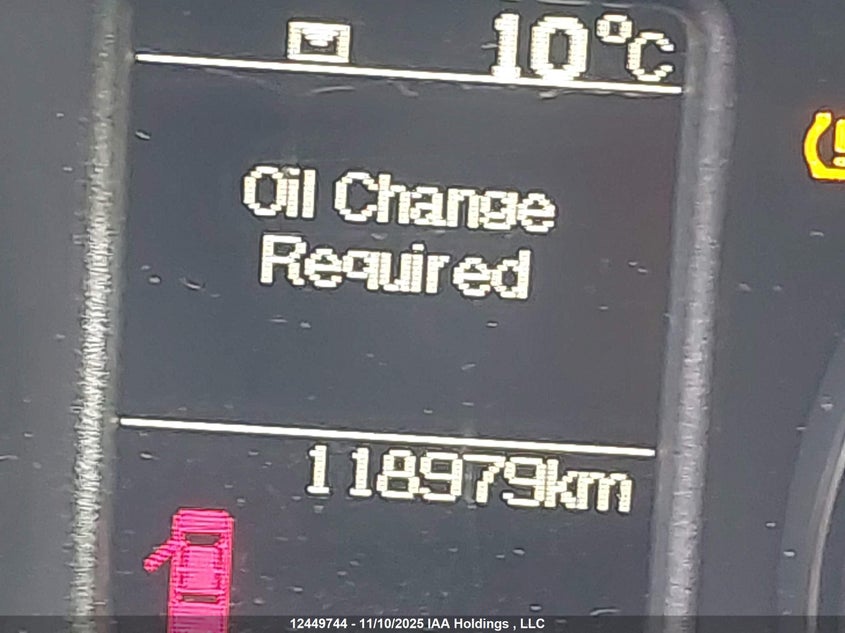 10°C
Oil Change
Required
118979km
12449744 - 11/10/2025 IAA Holdings , LLC